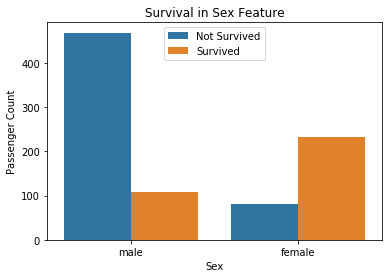 Survival in Sex Feature
Not Survived
Survived
Passenger Count
400
300
200
100
0
male
female
Sex